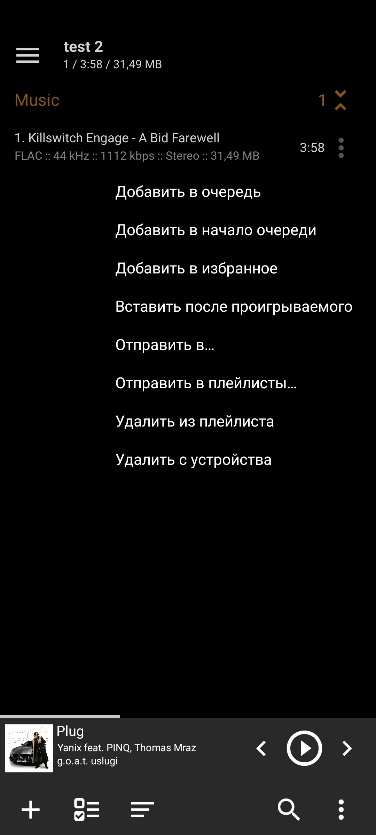 test 2
1 / 3:58 / 31,49 MB
Music 1
1. Killswitch Engage - A Bid Farewell
FLAC :: 44 kHz :: 1112 kbps :: Stereo :: 31,49 MB
3:58
Добавить в очередь
Добавить в начало очереди
Добавить в избранное
Вставить после проигрываемого
Отправить в...
Отправить в плейлисты...
Удалить из плейлиста
Удалить с устройства
Plug
Yanix feat. PINQ, Thomas Mraz
g.o.a.t. uslugi